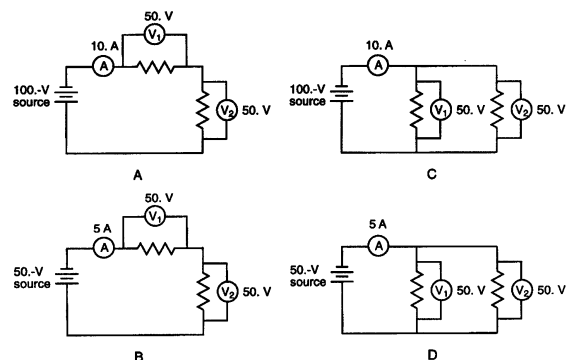 50. V
10. A
V1
A
100.-V
source
V2 50. V
A
10. A
A
100.-V
source
V1 50. V
V2 50. V
C
50. V
5 A
V1
A
50.-V
source
V2 50. V
B
5 A
A
50.-V
source
V1 50. V
V2 50. V
D